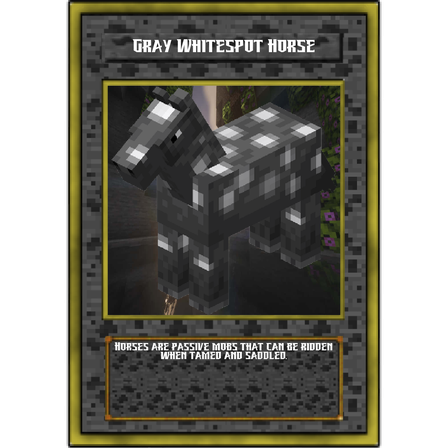 Gray Whitespot Horse
Horses are passive mobs that can be ridden
when tamed and saddled.